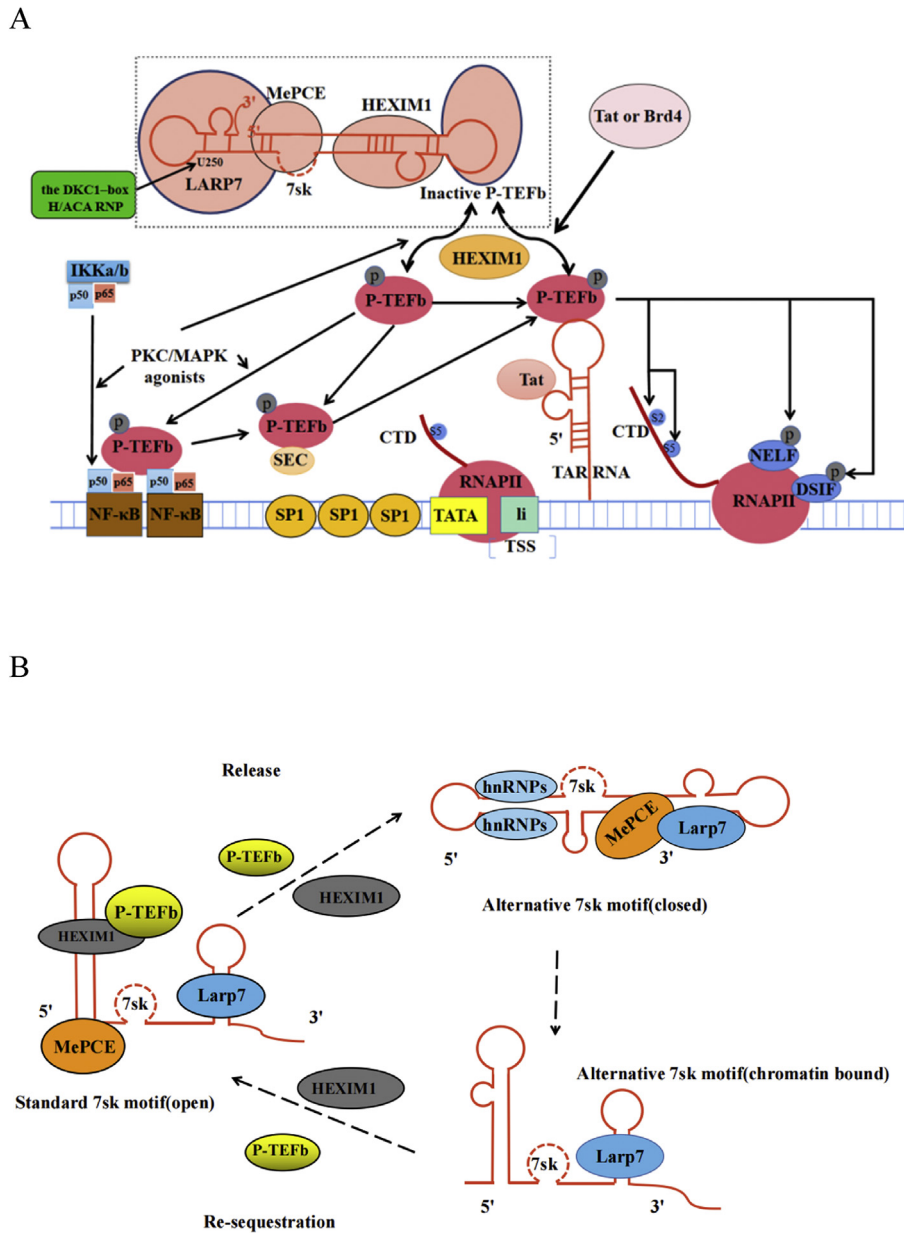 A
MePCE
3'
5'
HEXIM1
U250
LARP7
7sk
Inactive P-TEFb
Tat or Brd4
the DKC1–box
H/ACA RNP
HEXIM1
IKKa/b
p50
p65
p
P-TEFb
p
P-TEFb
PKC/MAPK
agonists
p
P-TEFb
p
P-TEFb
SEC
Tat
5'
TAR RNA
CTD
S5
RNAPII
CTD
S2
S5
p
NELF
p
DSIF
RNAPII
p50
p65
p50
p65
NF-κB
NF-κB
SP1
SP1
SP1
TATA
li
TSS
B
Release
hnRNPs
7sk
hnRNPs
MePCE
Larp7
5'
3'
Alternative 7sk motif(closed)
P-TEFb
HEXIM1
P-TEFb
HEXIM1
Larp7
5'
7sk
3'
MePCE
Standard 7sk motif(open)
HEXIM1
P-TEFb
Re-sequestration
Alternative 7sk motif(chromatin bound)
Larp7
7sk
5'
3'